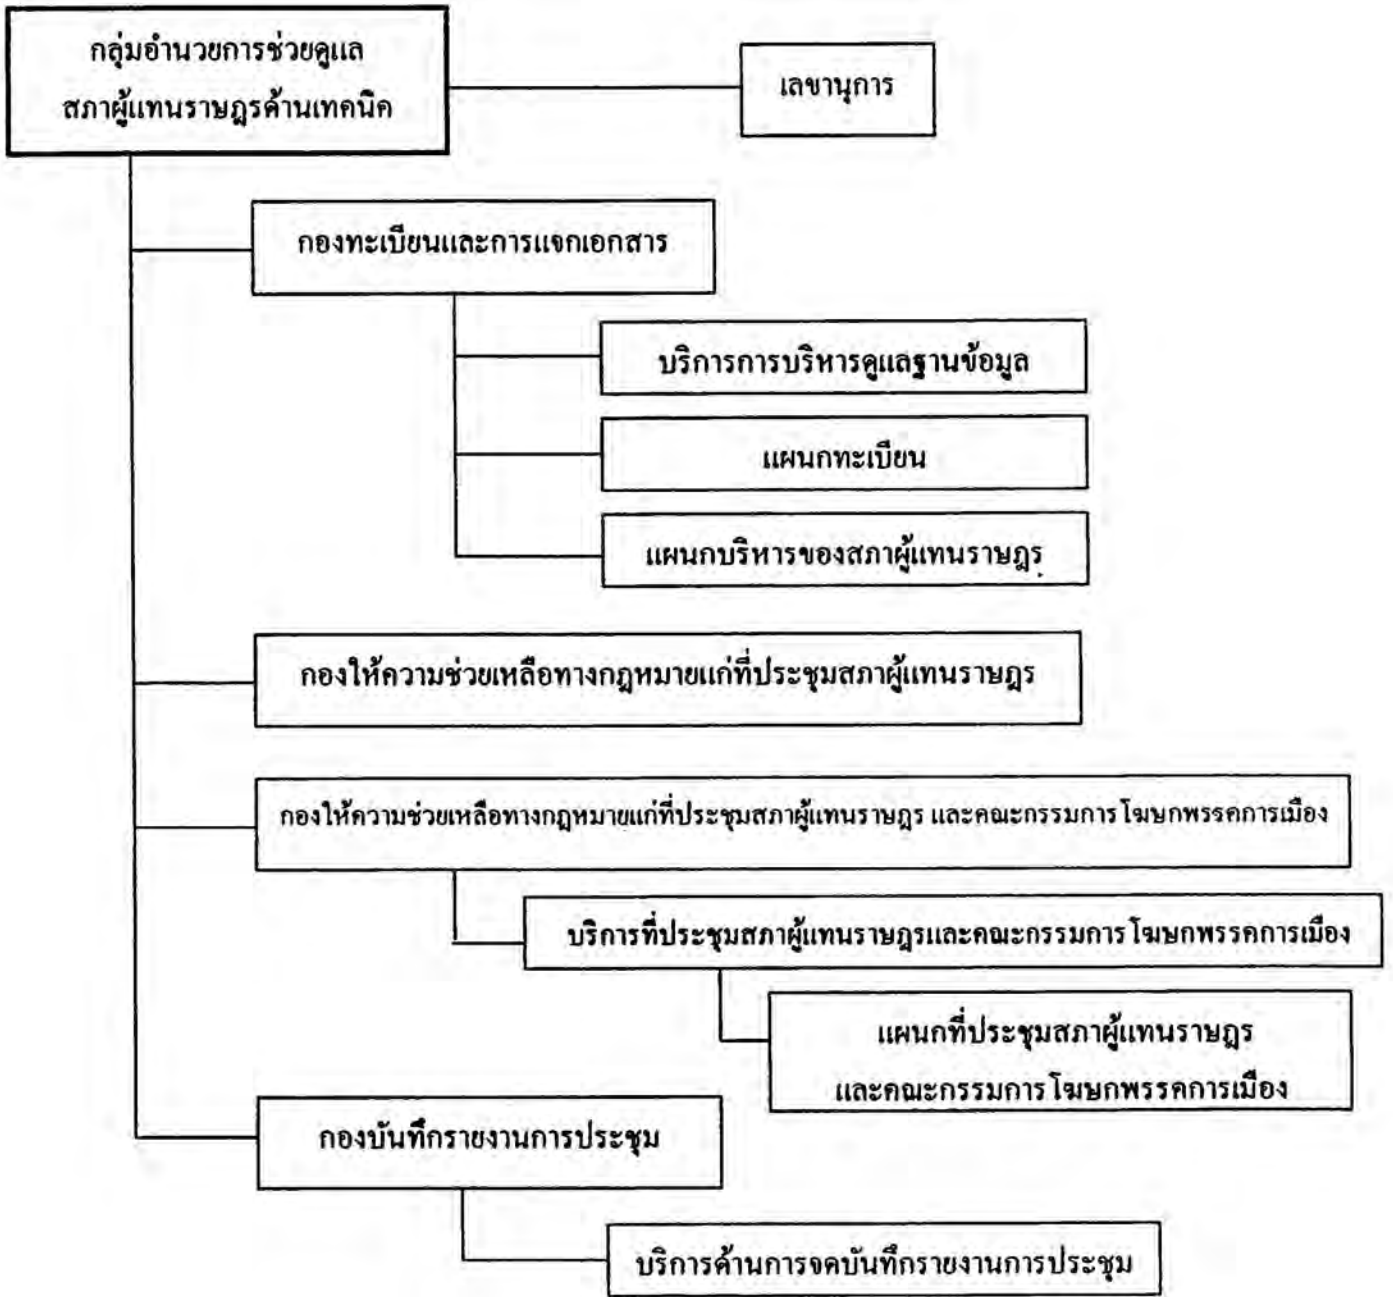 กลุ่มอำนวยการช่วยดูแล
สภาผู้แทนราษฎรด้านเทคนิค
เลขานุการ
กองทะเบียนและการแจกเอกสาร
บริการการบริหารดูแลฐานข้อมูล
แผนกทะเบียน
แผนกบริหารของสภาผู้แทนราษฎร
กองให้ความช่วยเหลือทางกฎหมายแก่ที่ประชุมสภาผู้แทนราษฎร
กองให้ความช่วยเหลือทางกฎหมายแก่ที่ประชุมสภาผู้แทนราษฎร และคณะกรรมการโฆษกพรรคการเมือง
บริการที่ประชุมสภาผู้แทนราษฎรและคณะกรรมการโฆษกพรรคการเมือง
แผนกที่ประชุมสภาผู้แทนราษฎร
และคณะกรรมการโฆษกพรรคการเมือง
กองบันทึกรายงานการประชุม
บริการด้านการจดบันทึกรายงานการประชุม